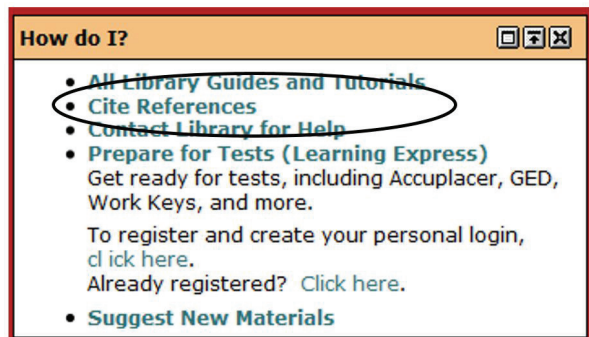 How do I?
• All Library Guides and Tutorials
• Cite References
• Contact Library for Help
• Prepare for Tests (Learning Express)
Get ready for tests, including Accuplacer, GED,
Work Keys, and more.
To register and create your personal login,
cl ick here.
Already registered? Click here.
• Suggest New Materials